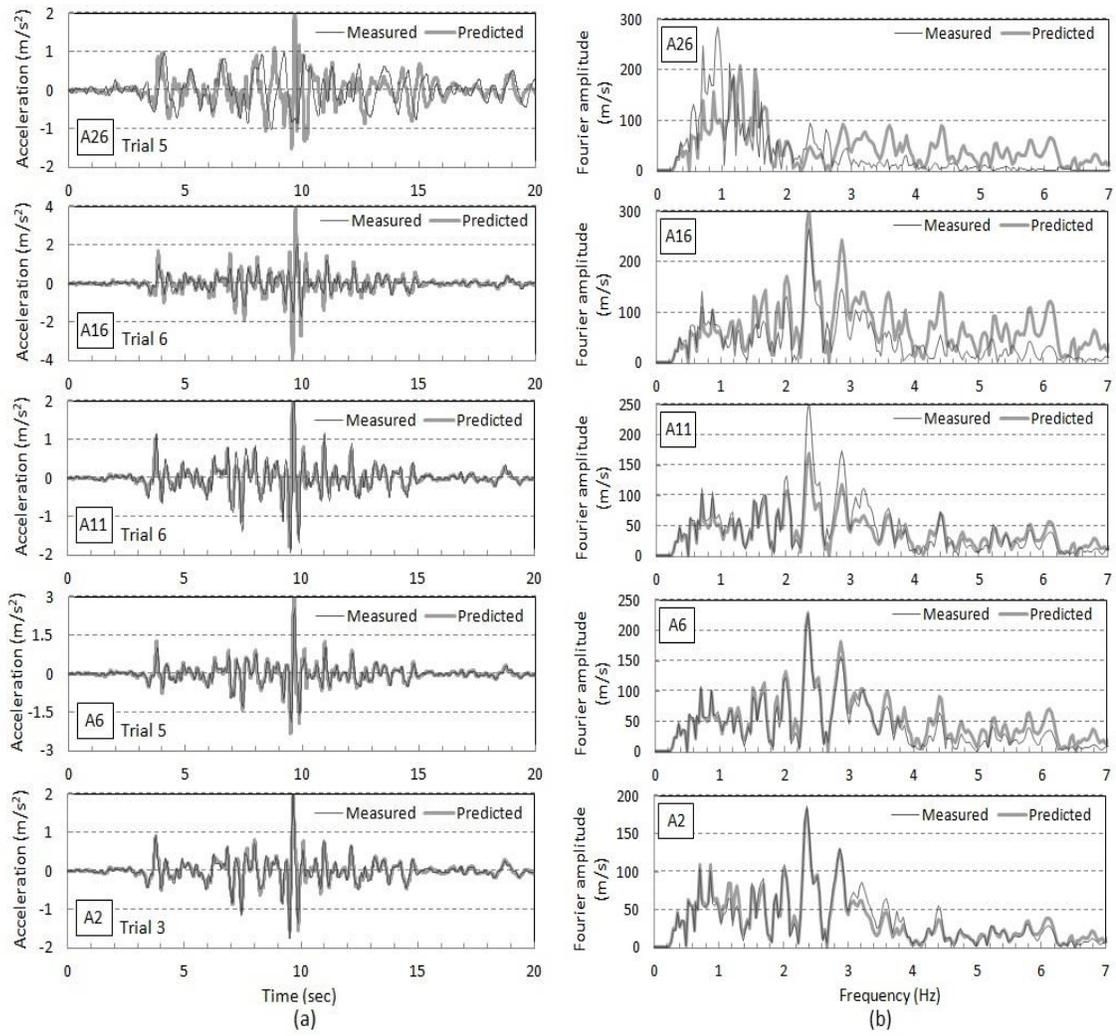 Acceleration (m/s²)
2
1
0
-1
-2
Measured Predicted
A26
Trial 5
0 5 10 15 20
Fourier amplitude
(m/s)
300
200
100
0
A26
Measured Predicted
0 1 2 3 4 5 6 7
Acceleration (m/s²)
4
2
0
-2
-4
Measured Predicted
A16
Trial 6
0 5 10 15 20
Fourier amplitude
(m/s)
300
200
100
0
A16
Measured Predicted
0 1 2 3 4 5 6 7
Acceleration (m/s²)
2
1
0
-1
-2
Measured Predicted
A11
Trial 6
0 5 10 15 20
Fourier amplitude
(m/s)
250
200
150
100
50
0
A11
Measured Predicted
0 1 2 3 4 5 6 7
Acceleration (m/s²)
3
1.5
0
-1.5
-3
Measured Predicted
A6
Trial 5
0 5 10 15 20
Fourier amplitude
(m/s)
250
200
150
100
50
0
A6
Measured Predicted
0 1 2 3 4 5 6 7
Acceleration (m/s²)
2
1
0
-1
-2
Measured Predicted
A2
Trial 3
0 5 10 15 20
Time (sec)
(a)
Fourier amplitude
(m/s)
200
150
100
50
0
A2
Measured Predicted
0 1 2 3 4 5 6 7
Frequency (Hz)
(b)